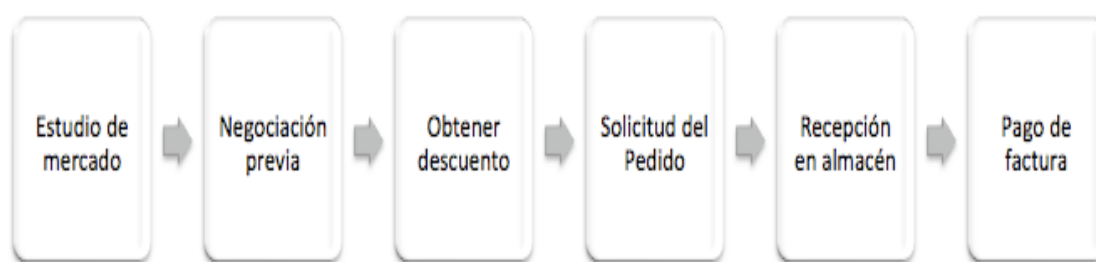 Estudio de
mercado
Negociación
previa
Obtener
descuento
Solicitud del
Pedido
Recepción
en almacén
Pago de
factura